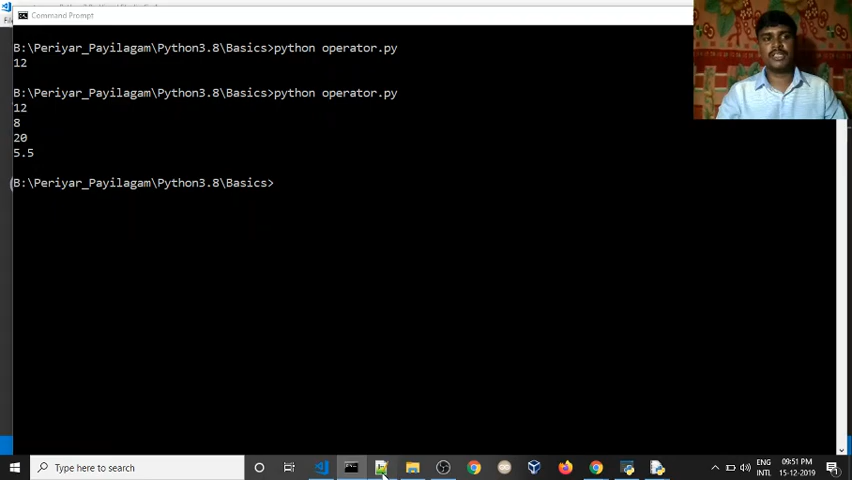 Command Prompt
B:\Periyar_Payilagam\Python3.8\Basics>python operator.py
12
B:\Periyar_Payilagam\Python3.8\Basics>python operator.py
12
8
20
5.5
B:\Periyar_Payilagam\Python3.8\Basics>
Type here to search
ENG
INTL
09:51 PM
15-12-2019